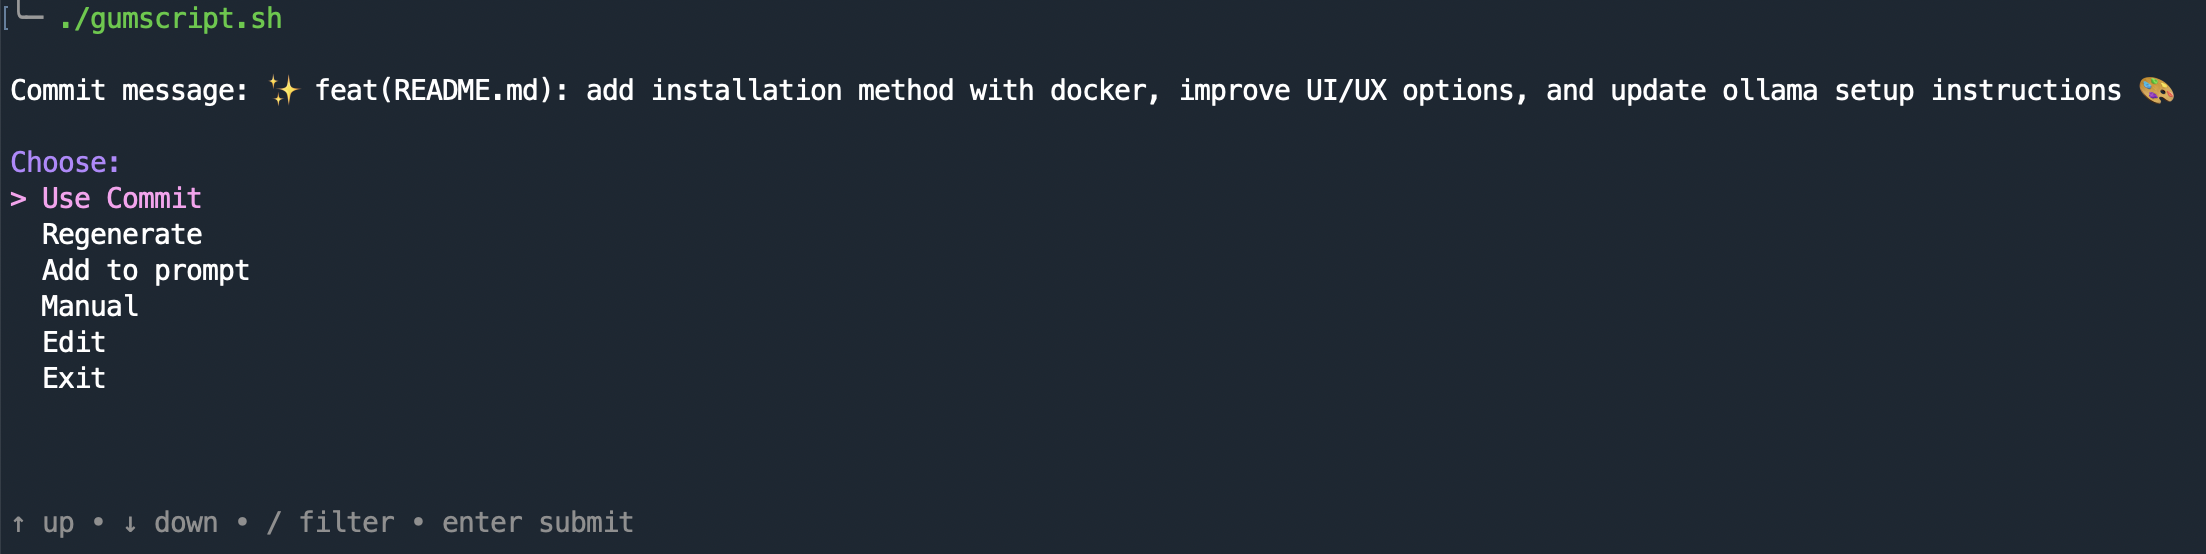 ╰─ ./gumscript.sh
Commit message: ✨ feat(README.md): add installation method with docker, improve UI/UX options, and update ollama setup instructions 🎨
Choose:
> Use Commit
Regenerate
Add to prompt
Manual
Edit
Exit
↑ up • ↓ down • / filter • enter submit